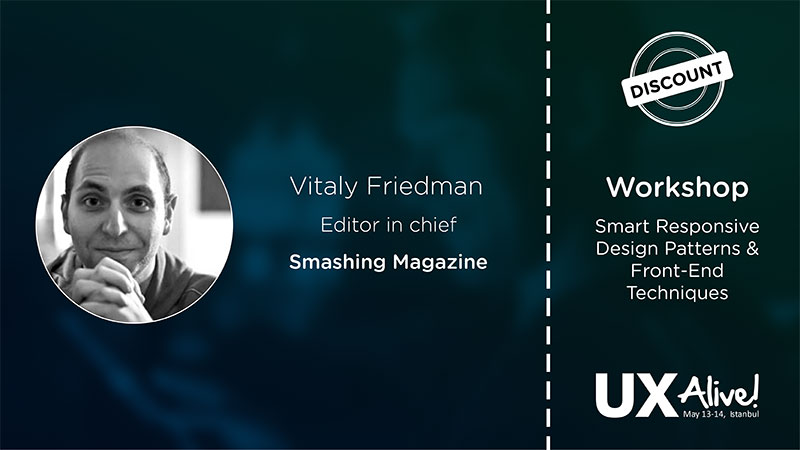 Vitaly Friedman
Editor in chief
Smashing Magazine
DISCOUNT
Workshop
Smart Responsive
Design Patterns &
Front-End
Techniques
UX Alive!
May 13-14, Istanbul